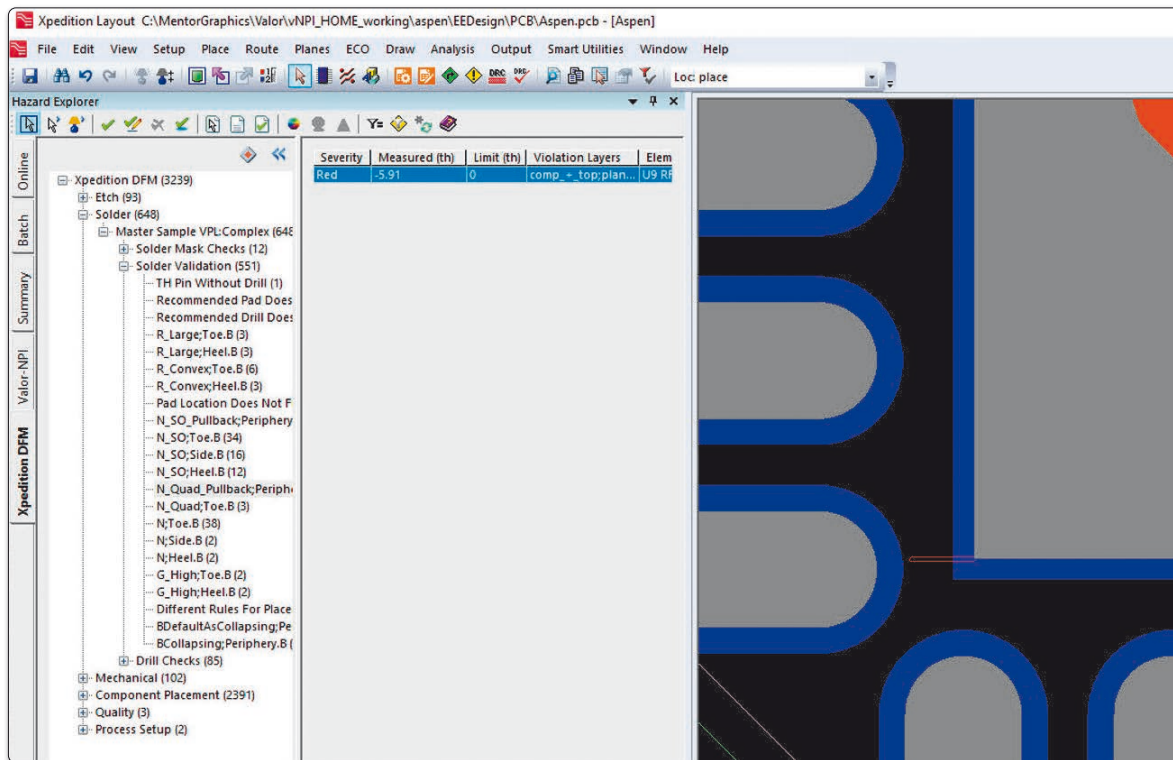 Xpedition Layout C:\MentorGraphics\Valor\vNPI_HOME_working\aspen\EEDesign\PCB\Aspen.pcb - [Aspen]
File Edit View Setup Place Route Planes ECO Draw Analysis Output Smart Utilities Window Help
DRC DRC Loc: place
Hazard Explorer
Online
Batch
Summary
Valor-NPI
Xpedition DFM
Xpedition DFM (3239)
Etch (93)
Solder (648)
Master Sample VPL:Complex (648
Solder Mask Checks (12)
Solder Validation (551)
TH Pin Without Drill (1)
Recommended Pad Does
Recommended Drill Does
R_Large;Toe.B (3)
R_Large;Heel.B (3)
R_Convex;Toe.B (6)
R_Convex;Heel.B (3)
Pad Location Does Not F
N_SO_Pullback;Periphery
N_SO;Toe.B (34)
N_SO;Side.B (16)
N_SO;Heel.B (12)
N_Quad_Pullback;Periphe
N_Quad;Toe.B (3)
N;Toe.B (38)
N;Side.B (2)
N;Heel.B (2)
G_High;Toe.B (2)
G_High;Heel.B (2)
Different Rules For Place
BDefaultAsCollapsing;Pe
BCollapsing;Periphery.B (
Drill Checks (85)
Mechanical (102)
Component Placement (2391)
Quality (3)
Process Setup (2)
Severity Measured (th) Limit (th) Violation Layers Elem
Red -5.91 0 comp_+_top;plan... U9 RF